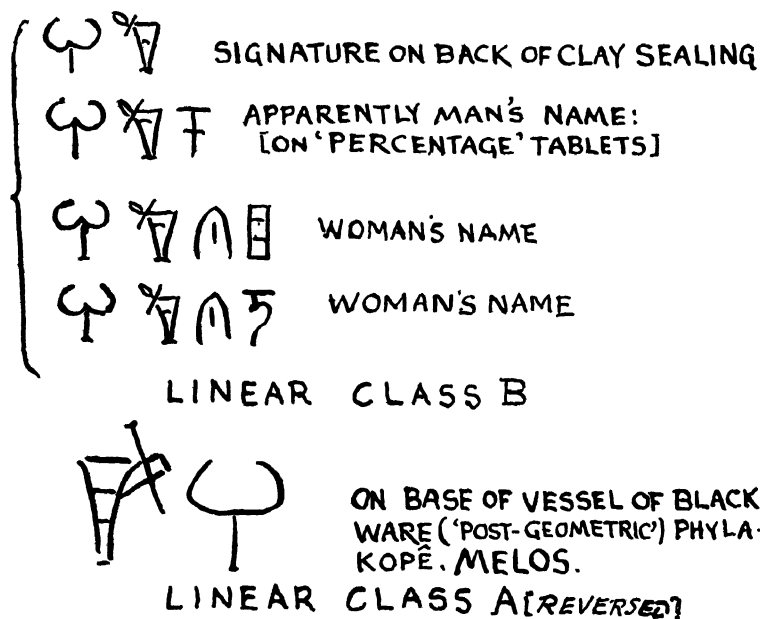 SIGNATURE ON BACK OF CLAY SEALING
APPARENTLY MAN'S NAME:
[ON 'PERCENTAGE' TABLETS]
WOMAN'S NAME
WOMAN'S NAME
LINEAR CLASS B
ON BASE OF VESSEL OF BLACK
WARE ('POST-GEOMETRIC') PHYLA-
KOPÊ. MELOS.
LINEAR CLASS A [REVERSED]